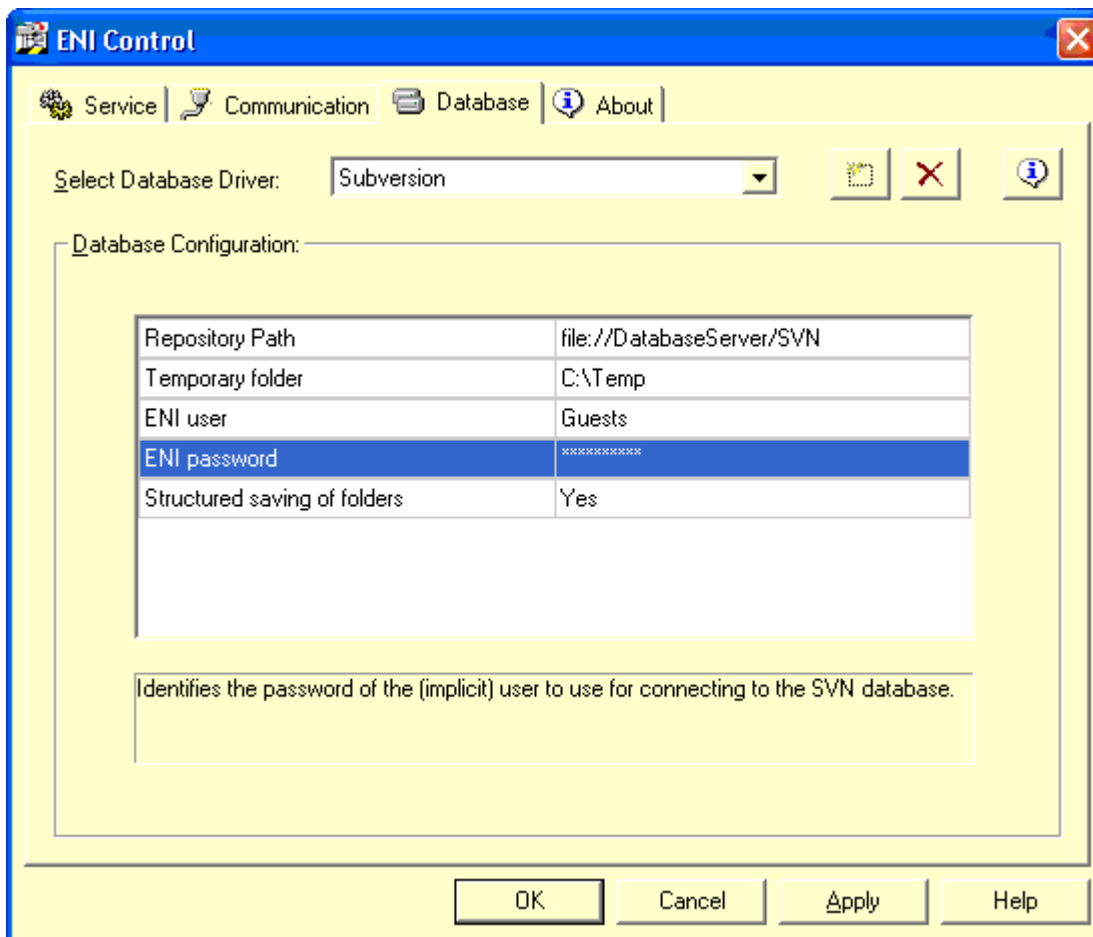 ENI Control
Service Communication Database About
Select Database Driver: Subversion
Database Configuration:
Repository Path file://DatabaseServer/SVN
Temporary folder C:\Temp
ENI user Guests
ENI password **********
Structured saving of folders Yes
Identifies the password of the (implicit) user to use for connecting to the SVN database.
OK Cancel Apply Help